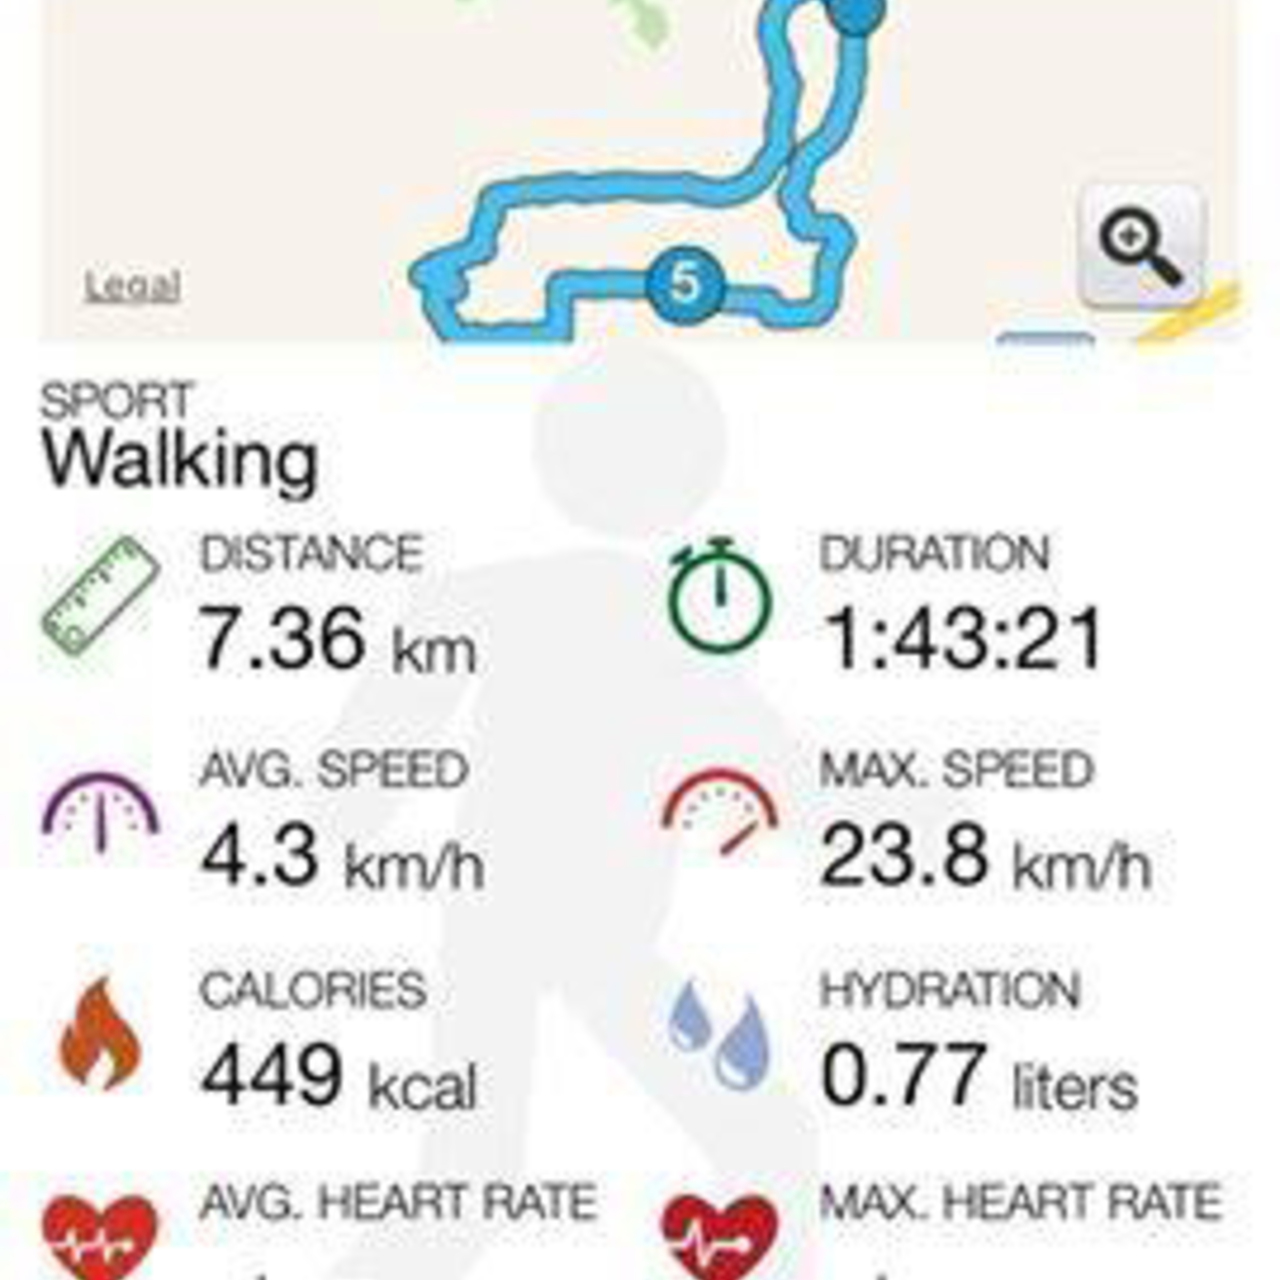 5
Legal
SPORT
Walking
DISTANCE
7.36 km
DURATION
1:43:21
AVG. SPEED
4.3 km/h
MAX. SPEED
23.8 km/h
CALORIES
449 kcal
HYDRATION
0.77 liters
AVG. HEART RATE
MAX. HEART RATE